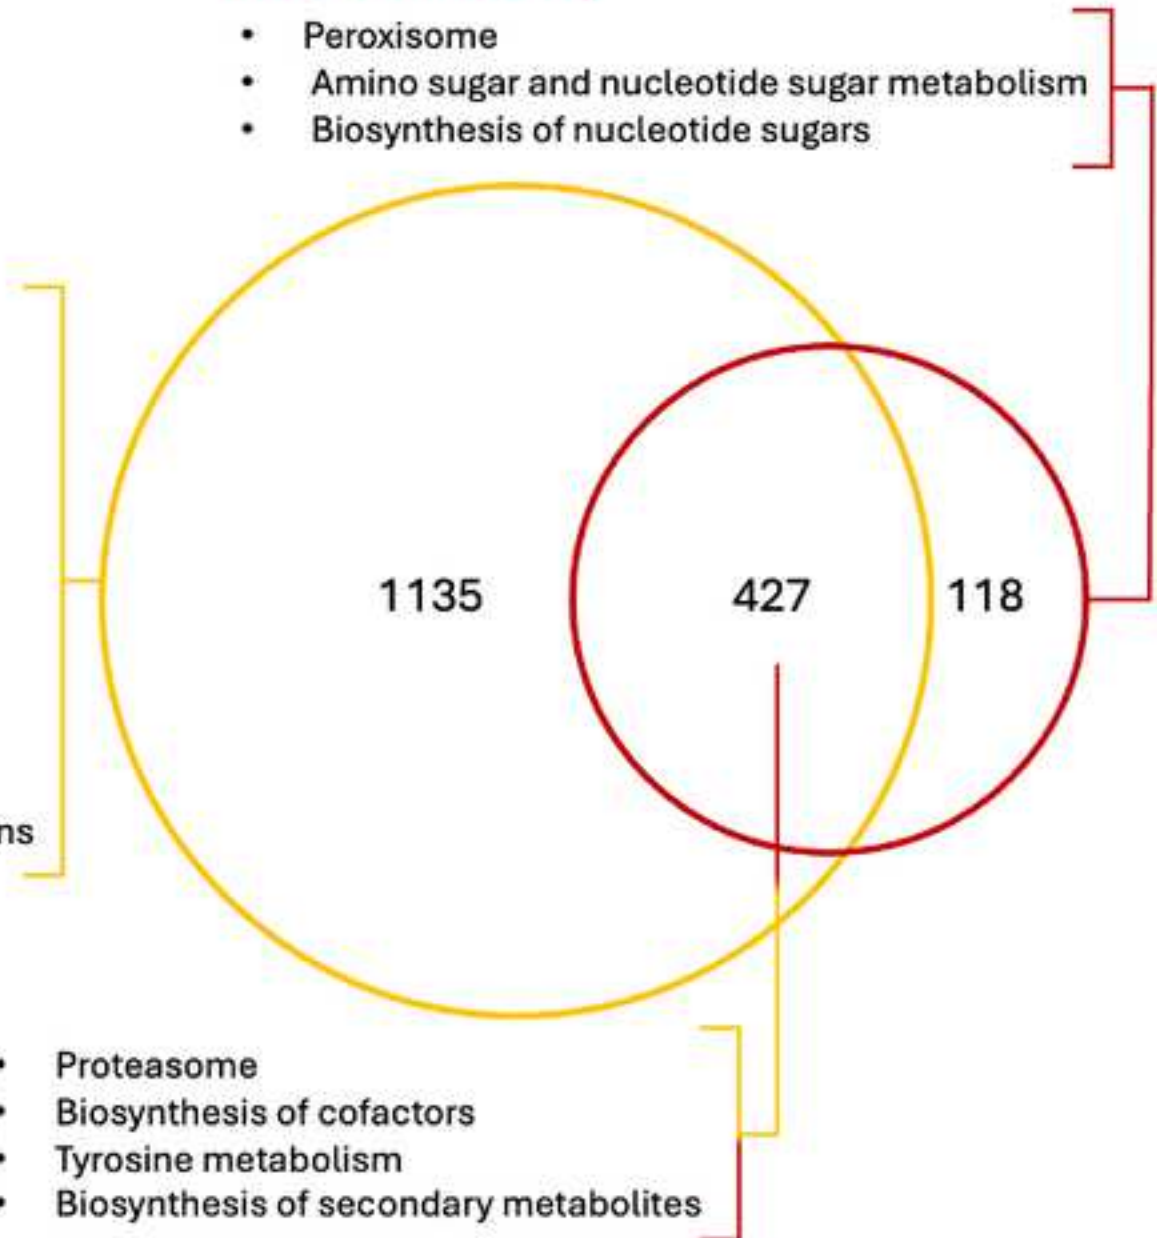 • Peroxisome
• Amino sugar and nucleotide sugar metabolism
• Biosynthesis of nucleotide sugars
1135 427 118
ns
• Proteasome
• Biosynthesis of cofactors
• Tyrosine metabolism
• Biosynthesis of secondary metabolites